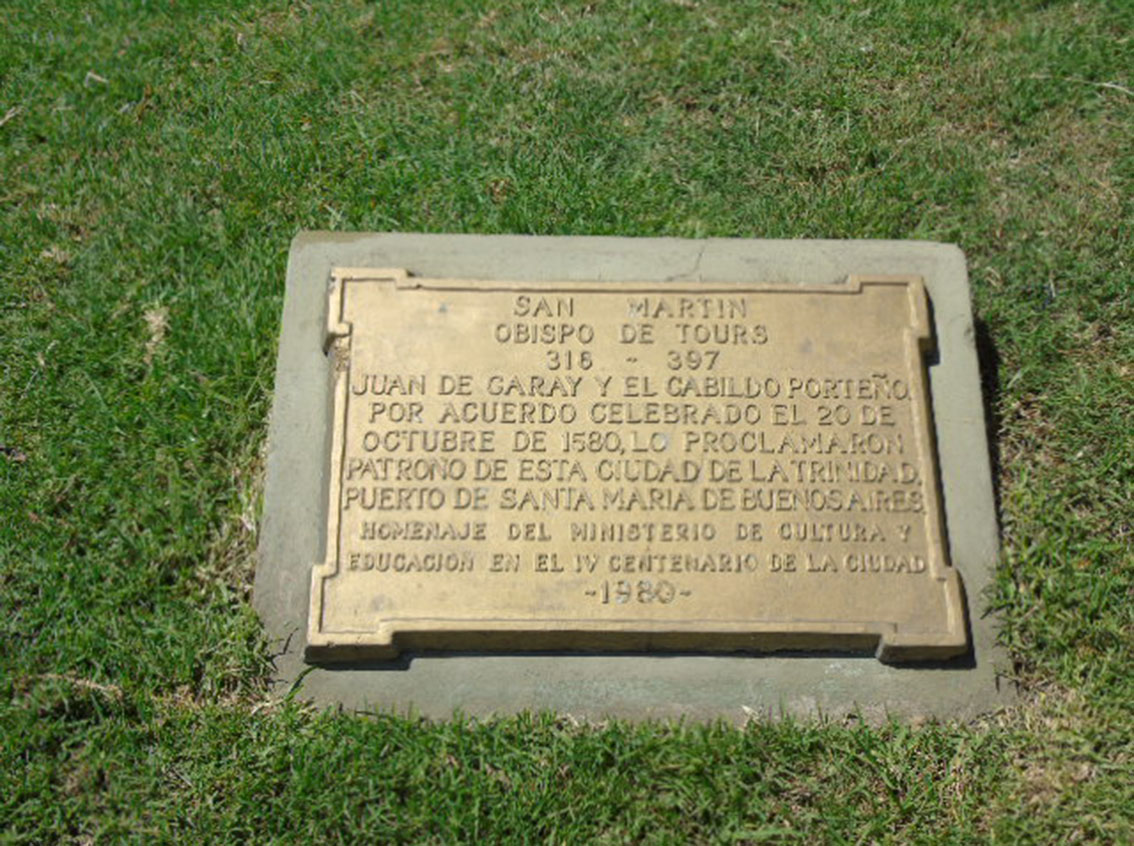 SAN MARTIN
OBISPO DE TOURS
316 - 397
JUAN DE GARAY Y EL CABILDO PORTEÑO,
POR ACUERDO CELEBRADO EL 20 DE
OCTUBRE DE 1580, LO PROCLAMARON
PATRONO DE ESTA CIUDAD DE LA TRINIDAD,
PUERTO DE SANTA MARIA DE BUENOS AIRES.
HOMENAJE DEL MINISTERIO DE CULTURA Y
EDUCACIÓN EN EL IV CENTENARIO DE LA CIUDAD
-1980-